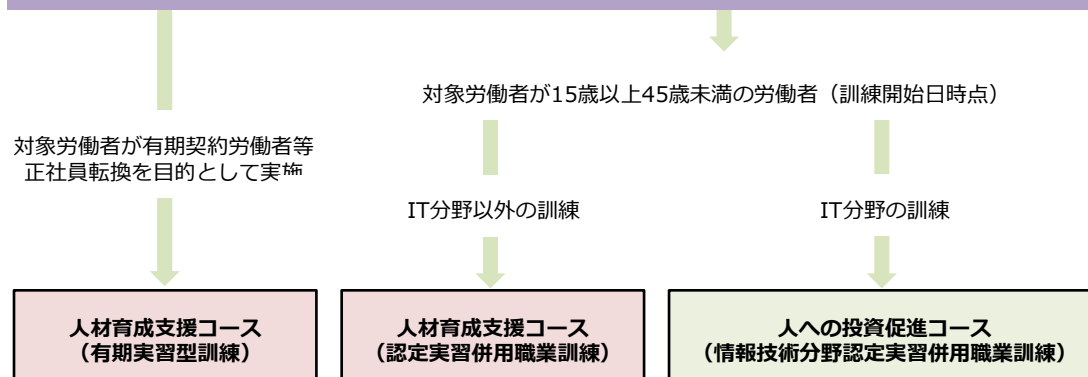 対象労働者が15歳以上45歳未満の労働者（訓練開始日時点）
対象労働者が有期契約労働者等
正社員転換を目的として実施
IT分野以外の訓練
IT分野の訓練
人材育成支援コース
（有期実習型訓練）
人材育成支援コース
（認定実習併用職業訓練）
人への投資促進コース
（情報技術分野認定実習併用職業訓練）